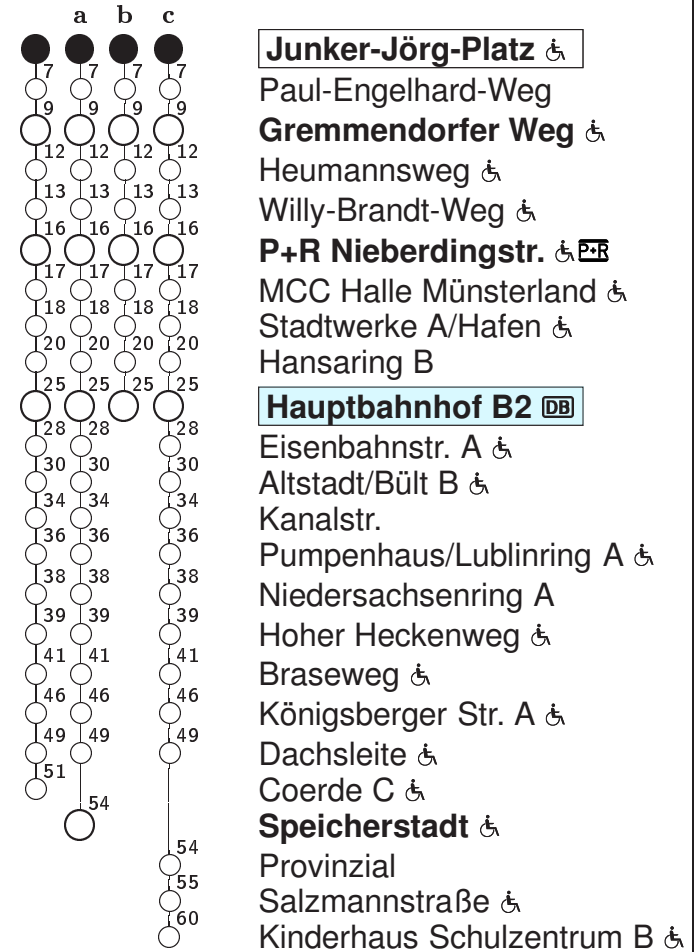 a b c
Junker-Jörg-Platz
7 7 7 7 Paul-Engelhard-Weg
9 9 9 9 Gremmendorfer Weg
12 12 12 12 Heumannsweg
13 13 13 13 Willy-Brandt-Weg
16 16 16 16 P+R Nieberdingstr. P+R
17 17 17 17 MCC Halle Münsterland
18 18 18 18 Stadtwerke A/Hafen
20 20 20 20 Hansaring B
25 25 25 25 Hauptbahnhof B2 DB
28 28 28 Eisenbahnstr. A
30 30 30 Altstadt/Bült B
34 34 34 Kanalstr.
36 36 36 Pumpenhaus/Lublinring A
38 38 38 Niedersachsenring A
39 39 39 Hoher Heckenweg
41 41 41 Braseweg
46 46 46 Königsberger Str. A
49 49 49 Dachsleite
51 Coerde C
54 Speicherstadt
54 Provinzial
55 Salzmannstraße
60 Kinderhaus Schulzentrum B